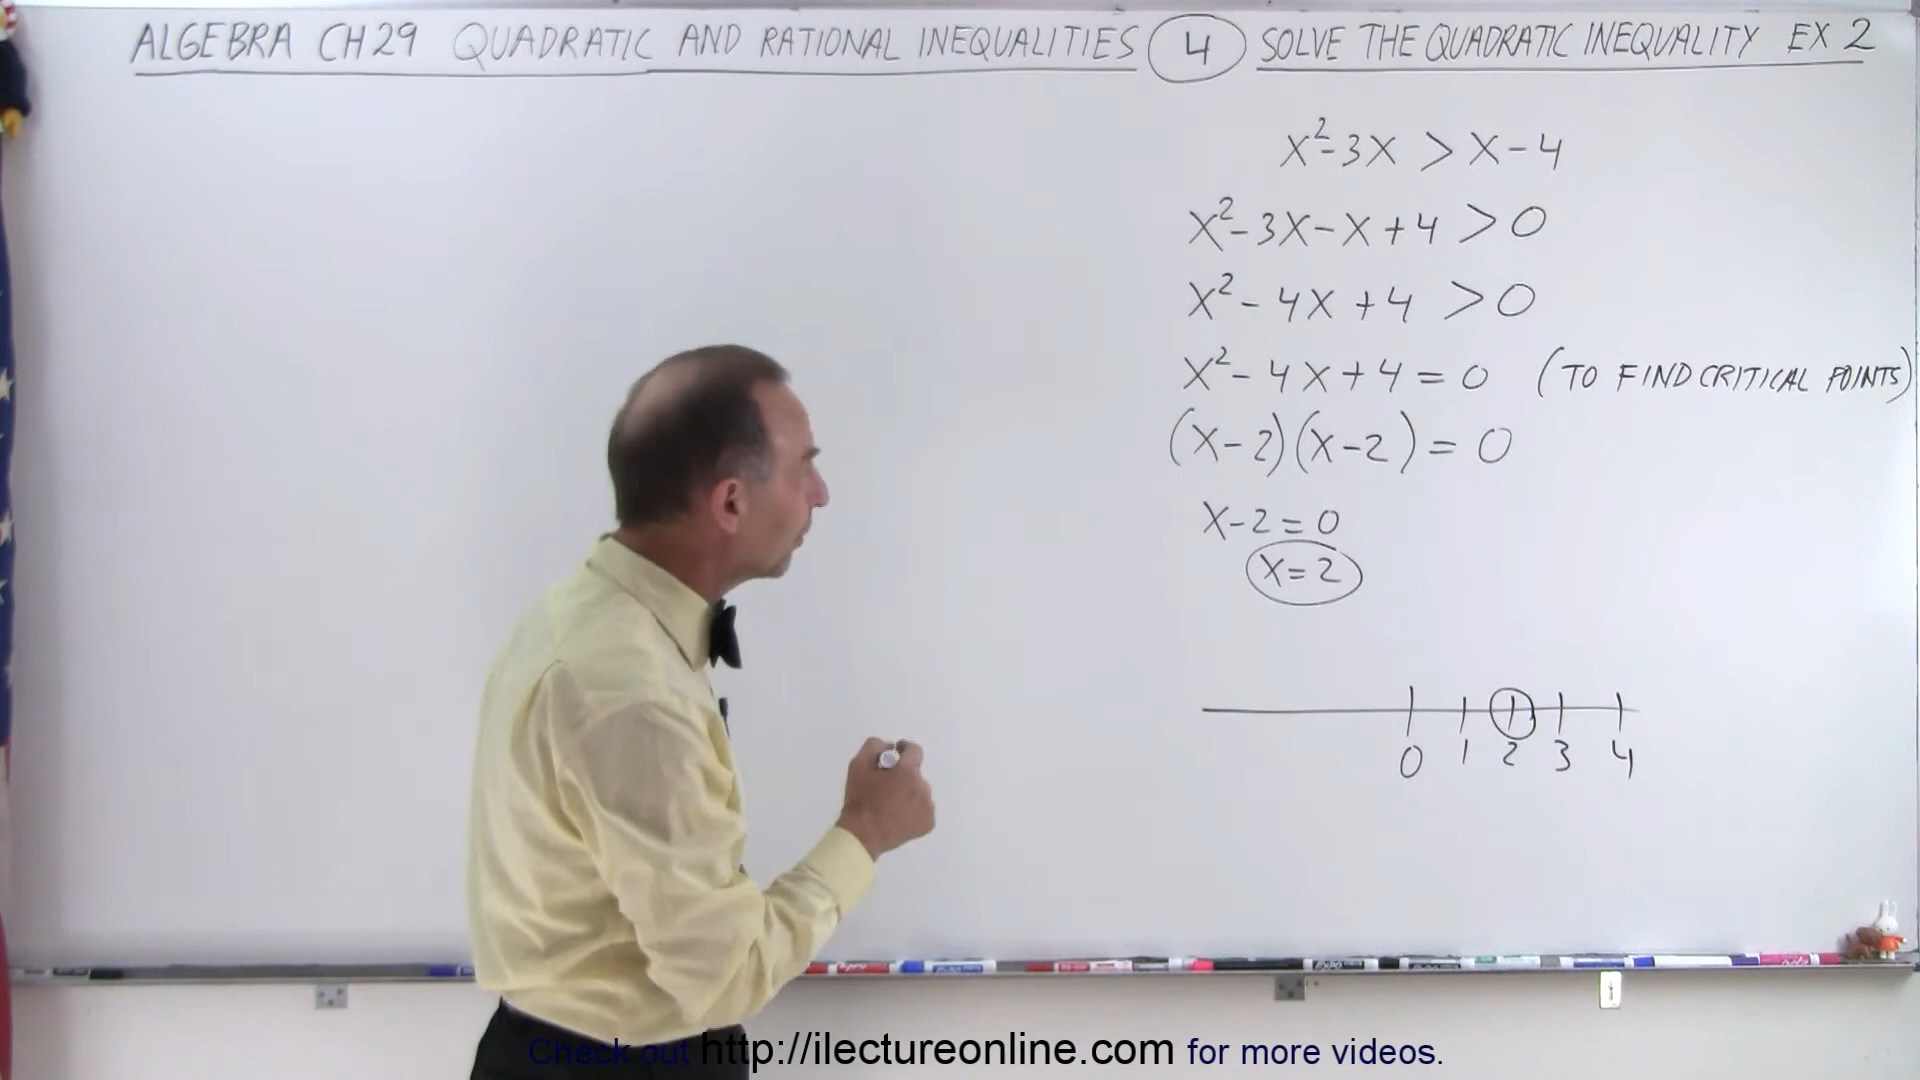 ALGEBRA CH29 QUADRATIC AND RATIONAL INEQUALITIES 4 SOLVE THE QUADRATIC INEQUALITY EX 2
x²-3x > x-4
x²-3x-x+4 > 0
x²-4x+4 > 0
x²-4x+4=0 (TO FIND CRITICAL POINTS)
(x-2)(x-2)=0
x-2=0
x=2
0 1 2 3 4
Check out http://ilectureonline.com for more videos.